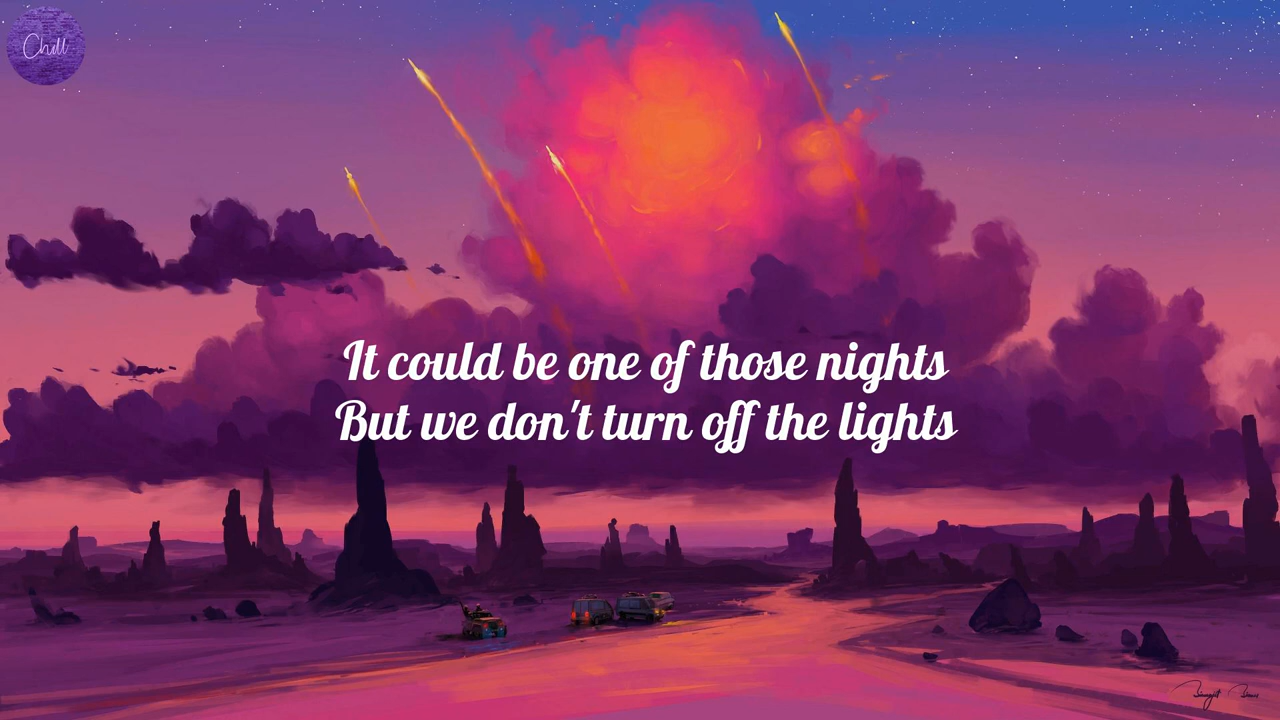 Chill
It could be one of those nights
But we don't turn off the lights